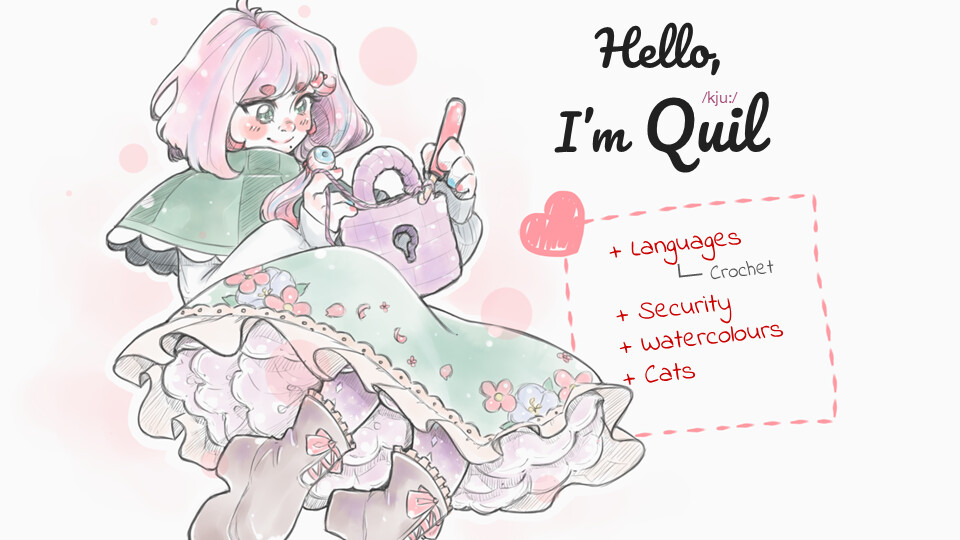 Hello,
/kju:/
I'm Quil
+ Languages
Crochet
+ Security
+ Watercolours
+ Cats